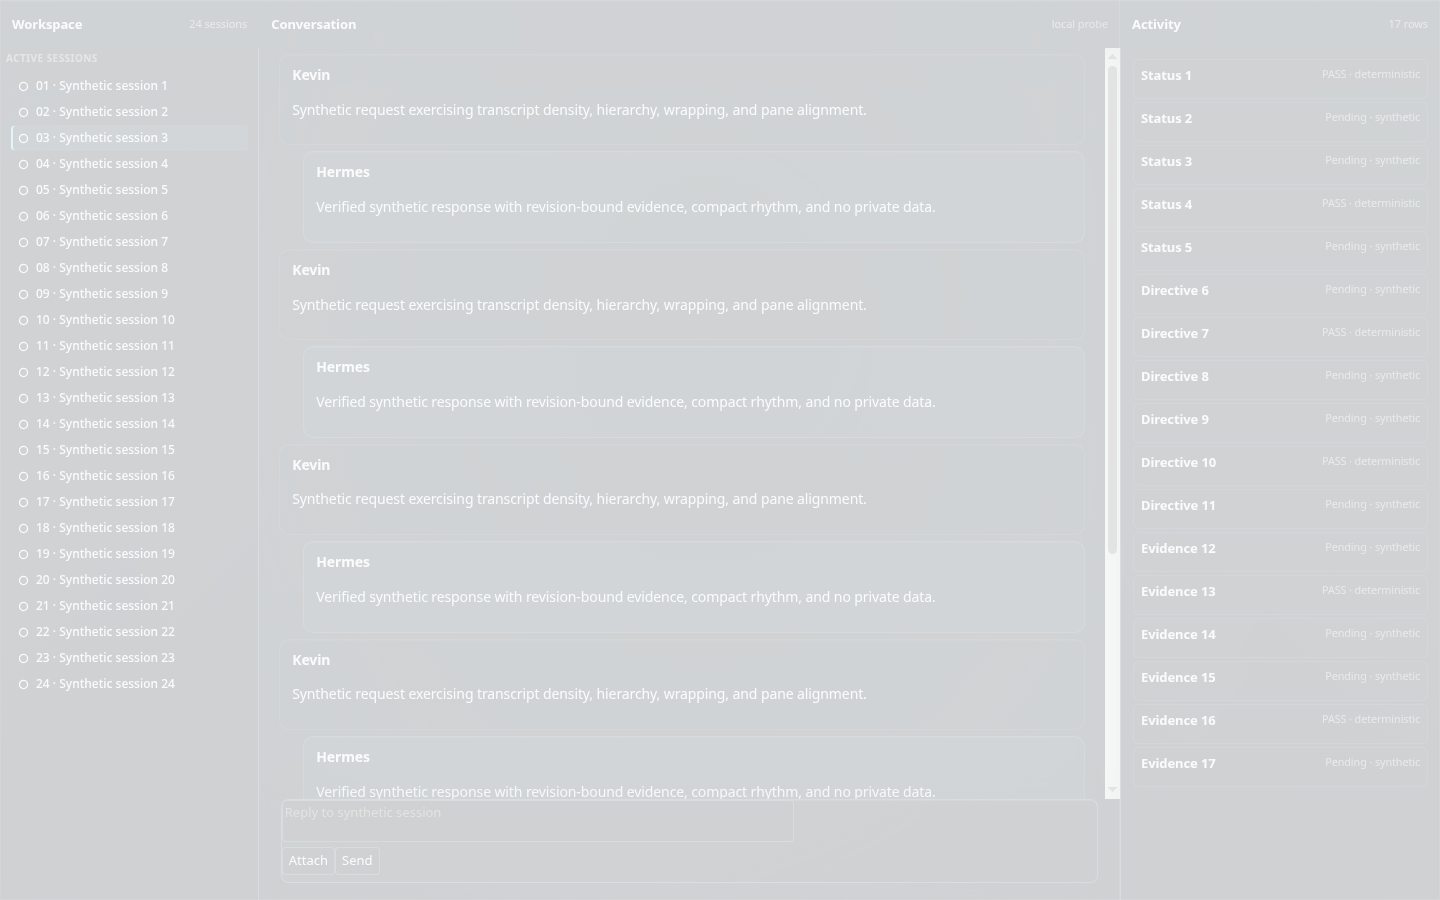 Workspace
24 sessions
ACTIVE SESSIONS
01 · Synthetic session 1
02 · Synthetic session 2
03 · Synthetic session 3
04 · Synthetic session 4
05 · Synthetic session 5
06 · Synthetic session 6
07 · Synthetic session 7
08 · Synthetic session 8
09 · Synthetic session 9
10 · Synthetic session 10
11 · Synthetic session 11
12 · Synthetic session 12
13 · Synthetic session 13
14 · Synthetic session 14
15 · Synthetic session 15
16 · Synthetic session 16
17 · Synthetic session 17
18 · Synthetic session 18
19 · Synthetic session 19
20 · Synthetic session 20
21 · Synthetic session 21
22 · Synthetic session 22
23 · Synthetic session 23
24 · Synthetic session 24
Conversation
local probe
Kevin
Synthetic request exercising transcript density, hierarchy, wrapping, and pane alignment.
Hermes
Verified synthetic response with revision-bound evidence, compact rhythm, and no private data.
Kevin
Synthetic request exercising transcript density, hierarchy, wrapping, and pane alignment.
Hermes
Verified synthetic response with revision-bound evidence, compact rhythm, and no private data.
Kevin
Synthetic request exercising transcript density, hierarchy, wrapping, and pane alignment.
Hermes
Verified synthetic response with revision-bound evidence, compact rhythm, and no private data.
Kevin
Synthetic request exercising transcript density, hierarchy, wrapping, and pane alignment.
Hermes
Verified synthetic response with revision-bound evidence, compact rhythm, and no private data.
Reply to synthetic session
Attach
Send
Activity
17 rows
Status 1
PASS · deterministic
Status 2
Pending · synthetic
Status 3
Pending · synthetic
Status 4
PASS · deterministic
Status 5
Pending · synthetic
Directive 6
Pending · synthetic
Directive 7
PASS · deterministic
Directive 8
Pending · synthetic
Directive 9
Pending · synthetic
Directive 10
PASS · deterministic
Directive 11
Pending · synthetic
Evidence 12
Pending · synthetic
Evidence 13
PASS · deterministic
Evidence 14
Pending · synthetic
Evidence 15
Pending · synthetic
Evidence 16
PASS · deterministic
Evidence 17
Pending · synthetic